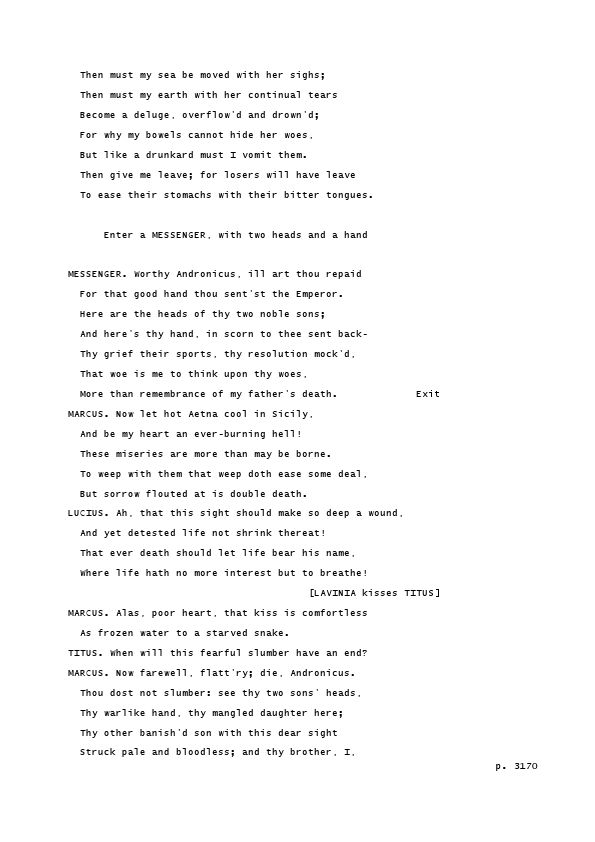 Then must my sea be moved with her sighs;
Then must my earth with her continual tears
Become a deluge, overflow'd and drown'd;
For why my bowels cannot hide her woes,
But like a drunkard must I vomit them.
Then give me leave; for losers will have leave
To ease their stomachs with their bitter tongues.
Enter a MESSENGER, with two heads and a hand
MESSENGER. Worthy Andronicus, ill art thou repaid
For that good hand thou sent'st the Emperor.
Here are the heads of thy two noble sons;
And here's thy hand, in scorn to thee sent back-
Thy grief their sports, thy resolution mock'd,
That woe is me to think upon thy woes,
More than remembrance of my father's death. Exit
MARCUS. Now let hot Aetna cool in Sicily,
And be my heart an ever-burning hell!
These miseries are more than may be borne.
To weep with them that weep doth ease some deal,
But sorrow flouted at is double death.
LUCIUS. Ah, that this sight should make so deep a wound,
And yet detested life not shrink thereat!
That ever death should let life bear his name,
Where life hath no more interest but to breathe!
[LAVINIA kisses TITUS]
MARCUS. Alas, poor heart, that kiss is comfortless
As frozen water to a starved snake.
TITUS. When will this fearful slumber have an end?
MARCUS. Now farewell, flatt'ry; die, Andronicus.
Thou dost not slumber: see thy two sons' heads,
Thy warlike hand, thy mangled daughter here;
Thy other banish'd son with this dear sight
Struck pale and bloodless; and thy brother, I,
p. 3170